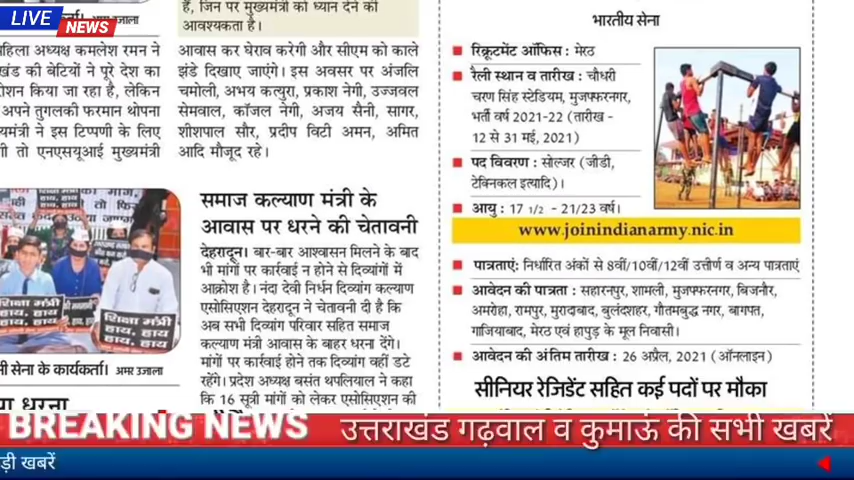 LIVE
NEWS
अमर उजाला
हैं, जिन पर मुख्यमंत्री को ध्यान देने की
आवश्यकता है।
महिला अध्यक्ष कमलेश रमन ने
खंड की बेटियों ने पूरे देश का
रोशन किया जा रहा है, लेकिन
अपने तुगलकी फरमान थोपना
यमंत्री ने इस टिप्पणी के लिए
गी तो एनएसयूआई मुख्यमंत्री
आवास कर घेराव करेगी और सीएम को काले
झंडे दिखाए जाएंगे। इस अवसर पर अंजलि
चमोली, अभय कत्युरा, प्रकाश नेगी, उज्जवल
सेमवाल, कॉजल नेगी, अजय सैनी, सागर,
शीशपाल सौर, प्रदीप विटी अमन, अमित
आदि मौजूद रहे।
शिक्षा मंत्री
हाय, हाय,
हाय, हाय
शिक्षा मंत्री
हाय, हाय,
हाय, हाय
सी सेना के कार्यकर्ता। अमर उजाला
धरना
समाज कल्याण मंत्री के
आवास पर धरने की चेतावनी
देहरादून। बार-बार आश्वासन मिलने के बाद
भी मांगों पर कार्रवाई न होने से दिव्यांगों में
आक्रोश है। नंदा देवी निर्धन दिव्यांग कल्याण
एसोसिएशन देहरादून ने चेतावनी दी है कि
अब सभी दिव्यांग परिवार सहित समाज
कल्याण मंत्री आवास के बाहर धरना देंगे।
मांगों पर कार्रवाई होने तक दिव्यांग वहीं डटे
रहेंगे। प्रदेश अध्यक्ष बसंत थपलियाल ने कहा
कि 16 सूत्री मांगों को लेकर एसोसिएशन की
भारतीय सेना
रिक्रूटमेंट ऑफिस : मेरठ
रैली स्थान व तारीख : चौधरी
चरण सिंह स्टेडियम, मुजफ्फरनगर,
भर्ती वर्ष 2021-22 (तारीख -
12 से 31 मई, 2021)
पद विवरण : सोल्जर (जीडी,
टेक्निकल इत्यादि)।
आयु : 17 1/2 - 21/23 वर्ष।
www.joinindianarmy.nic.in
पात्रताएं: निर्धारित अंकों से 8वीं/10वीं/12वीं उत्तीर्ण व अन्य पात्रताएं
आवेदन की पात्रता : सहारनपुर, शामली, मुजफ्फरनगर, बिजनौर,
अमरोहा, रामपुर, मुरादाबाद, बुलंदशहर, गौतमबुद्ध नगर, बागपत,
गाजियाबाद, मेरठ एवं हापुड़ के मूल निवासी।
आवेदन की अंतिम तारीख : 26 अप्रैल, 2021 (ऑनलाइन)
सीनियर रेजिडेंट सहित कई पदों पर मौका
BREAKING NEWS
उत्तराखंड गढ़वाल व कुमाऊं की सभी खबरें
ड़ी खबरें